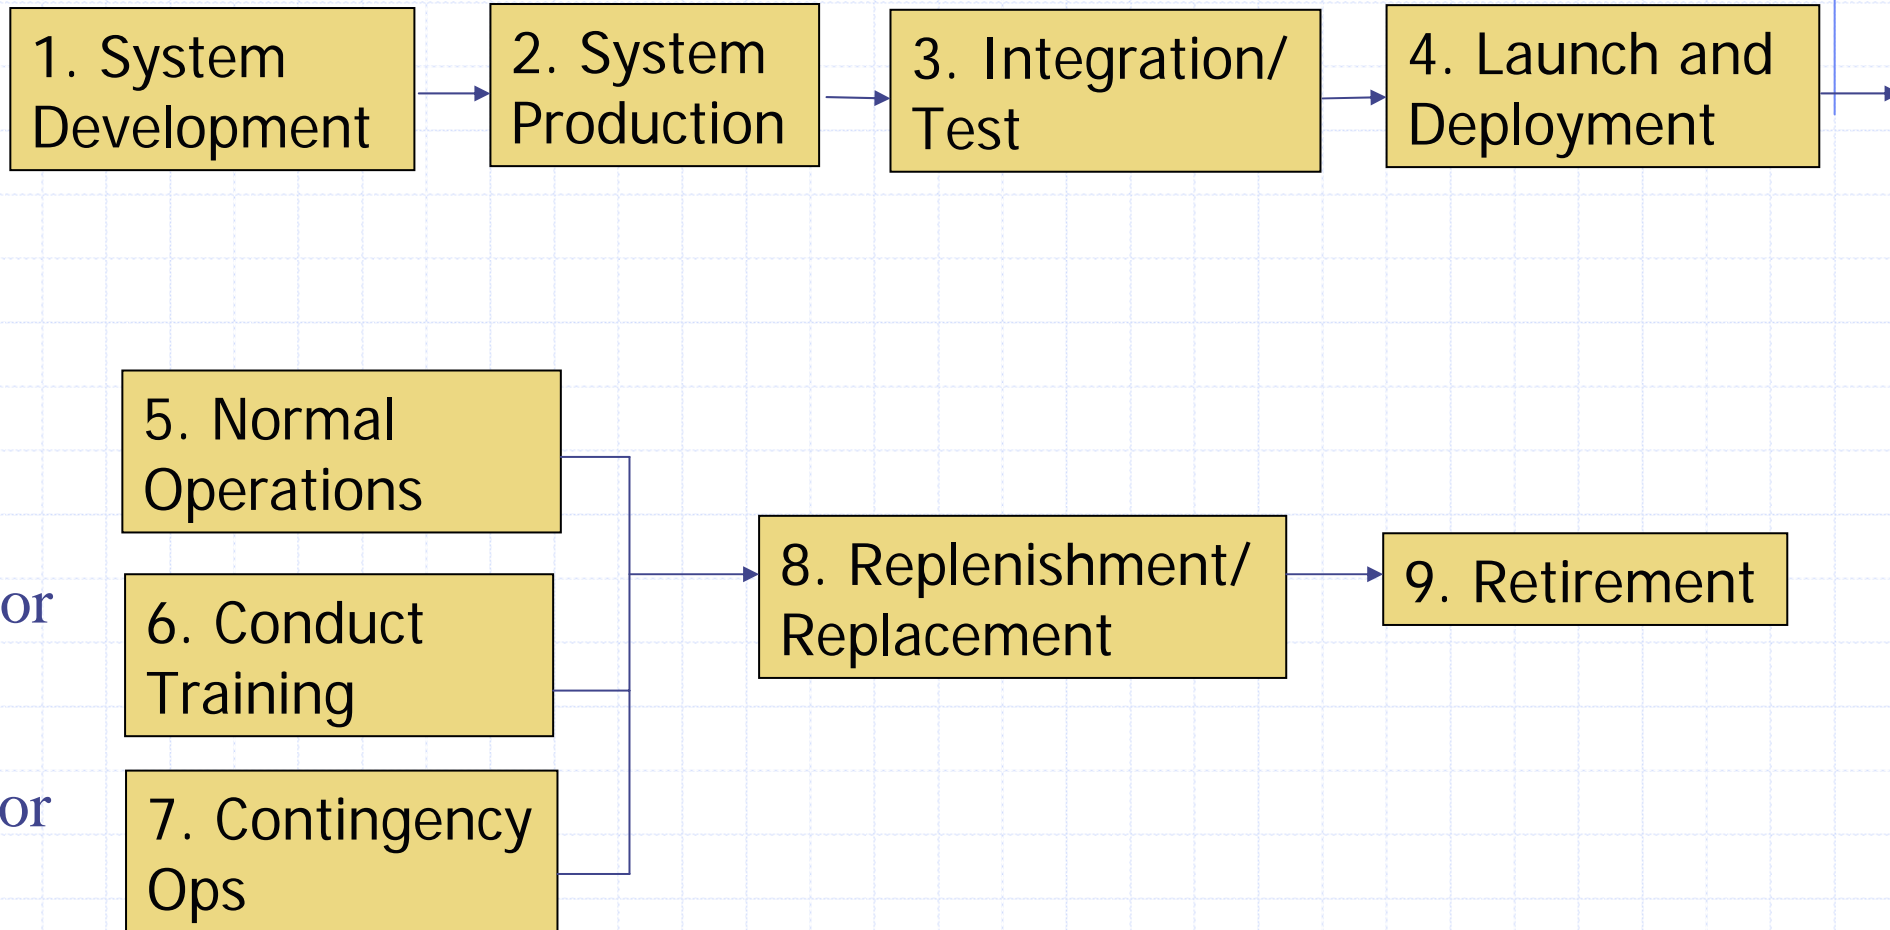 1. System
Development
2. System
Production
3. Integration/
Test
4. Launch and
Deployment
5. Normal
Operations
or
6. Conduct
Training
or
7. Contingency
Ops
8. Replenishment/
Replacement
9. Retirement